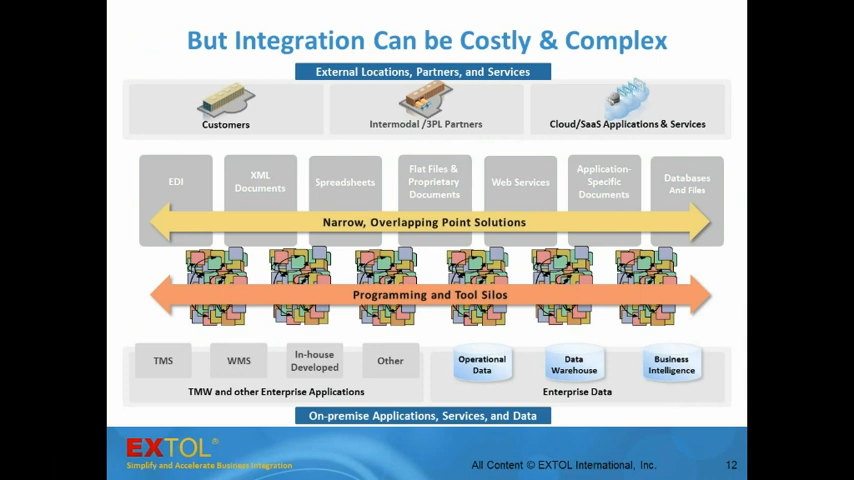 But Integration Can be Costly & Complex
External Locations, Partners, and Services
Customers
Intermodal /3PL Partners
Cloud/SaaS Applications & Services
EDI
XML
Documents
Spreadsheets
Flat Files &
Proprietary
Documents
Web Services
Application-
Specific
Documents
Databases
And Files
Narrow, Overlapping Point Solutions
Programming and Tool Silos
TMS
WMS
In-house
Developed
Other
TMW and other Enterprise Applications
Operational
Data
Data
Warehouse
Business
Intelligence
Enterprise Data
On-premise Applications, Services, and Data
EXTOL®
Simplify and Accelerate Business Integration
All Content © EXTOL International, Inc.
12